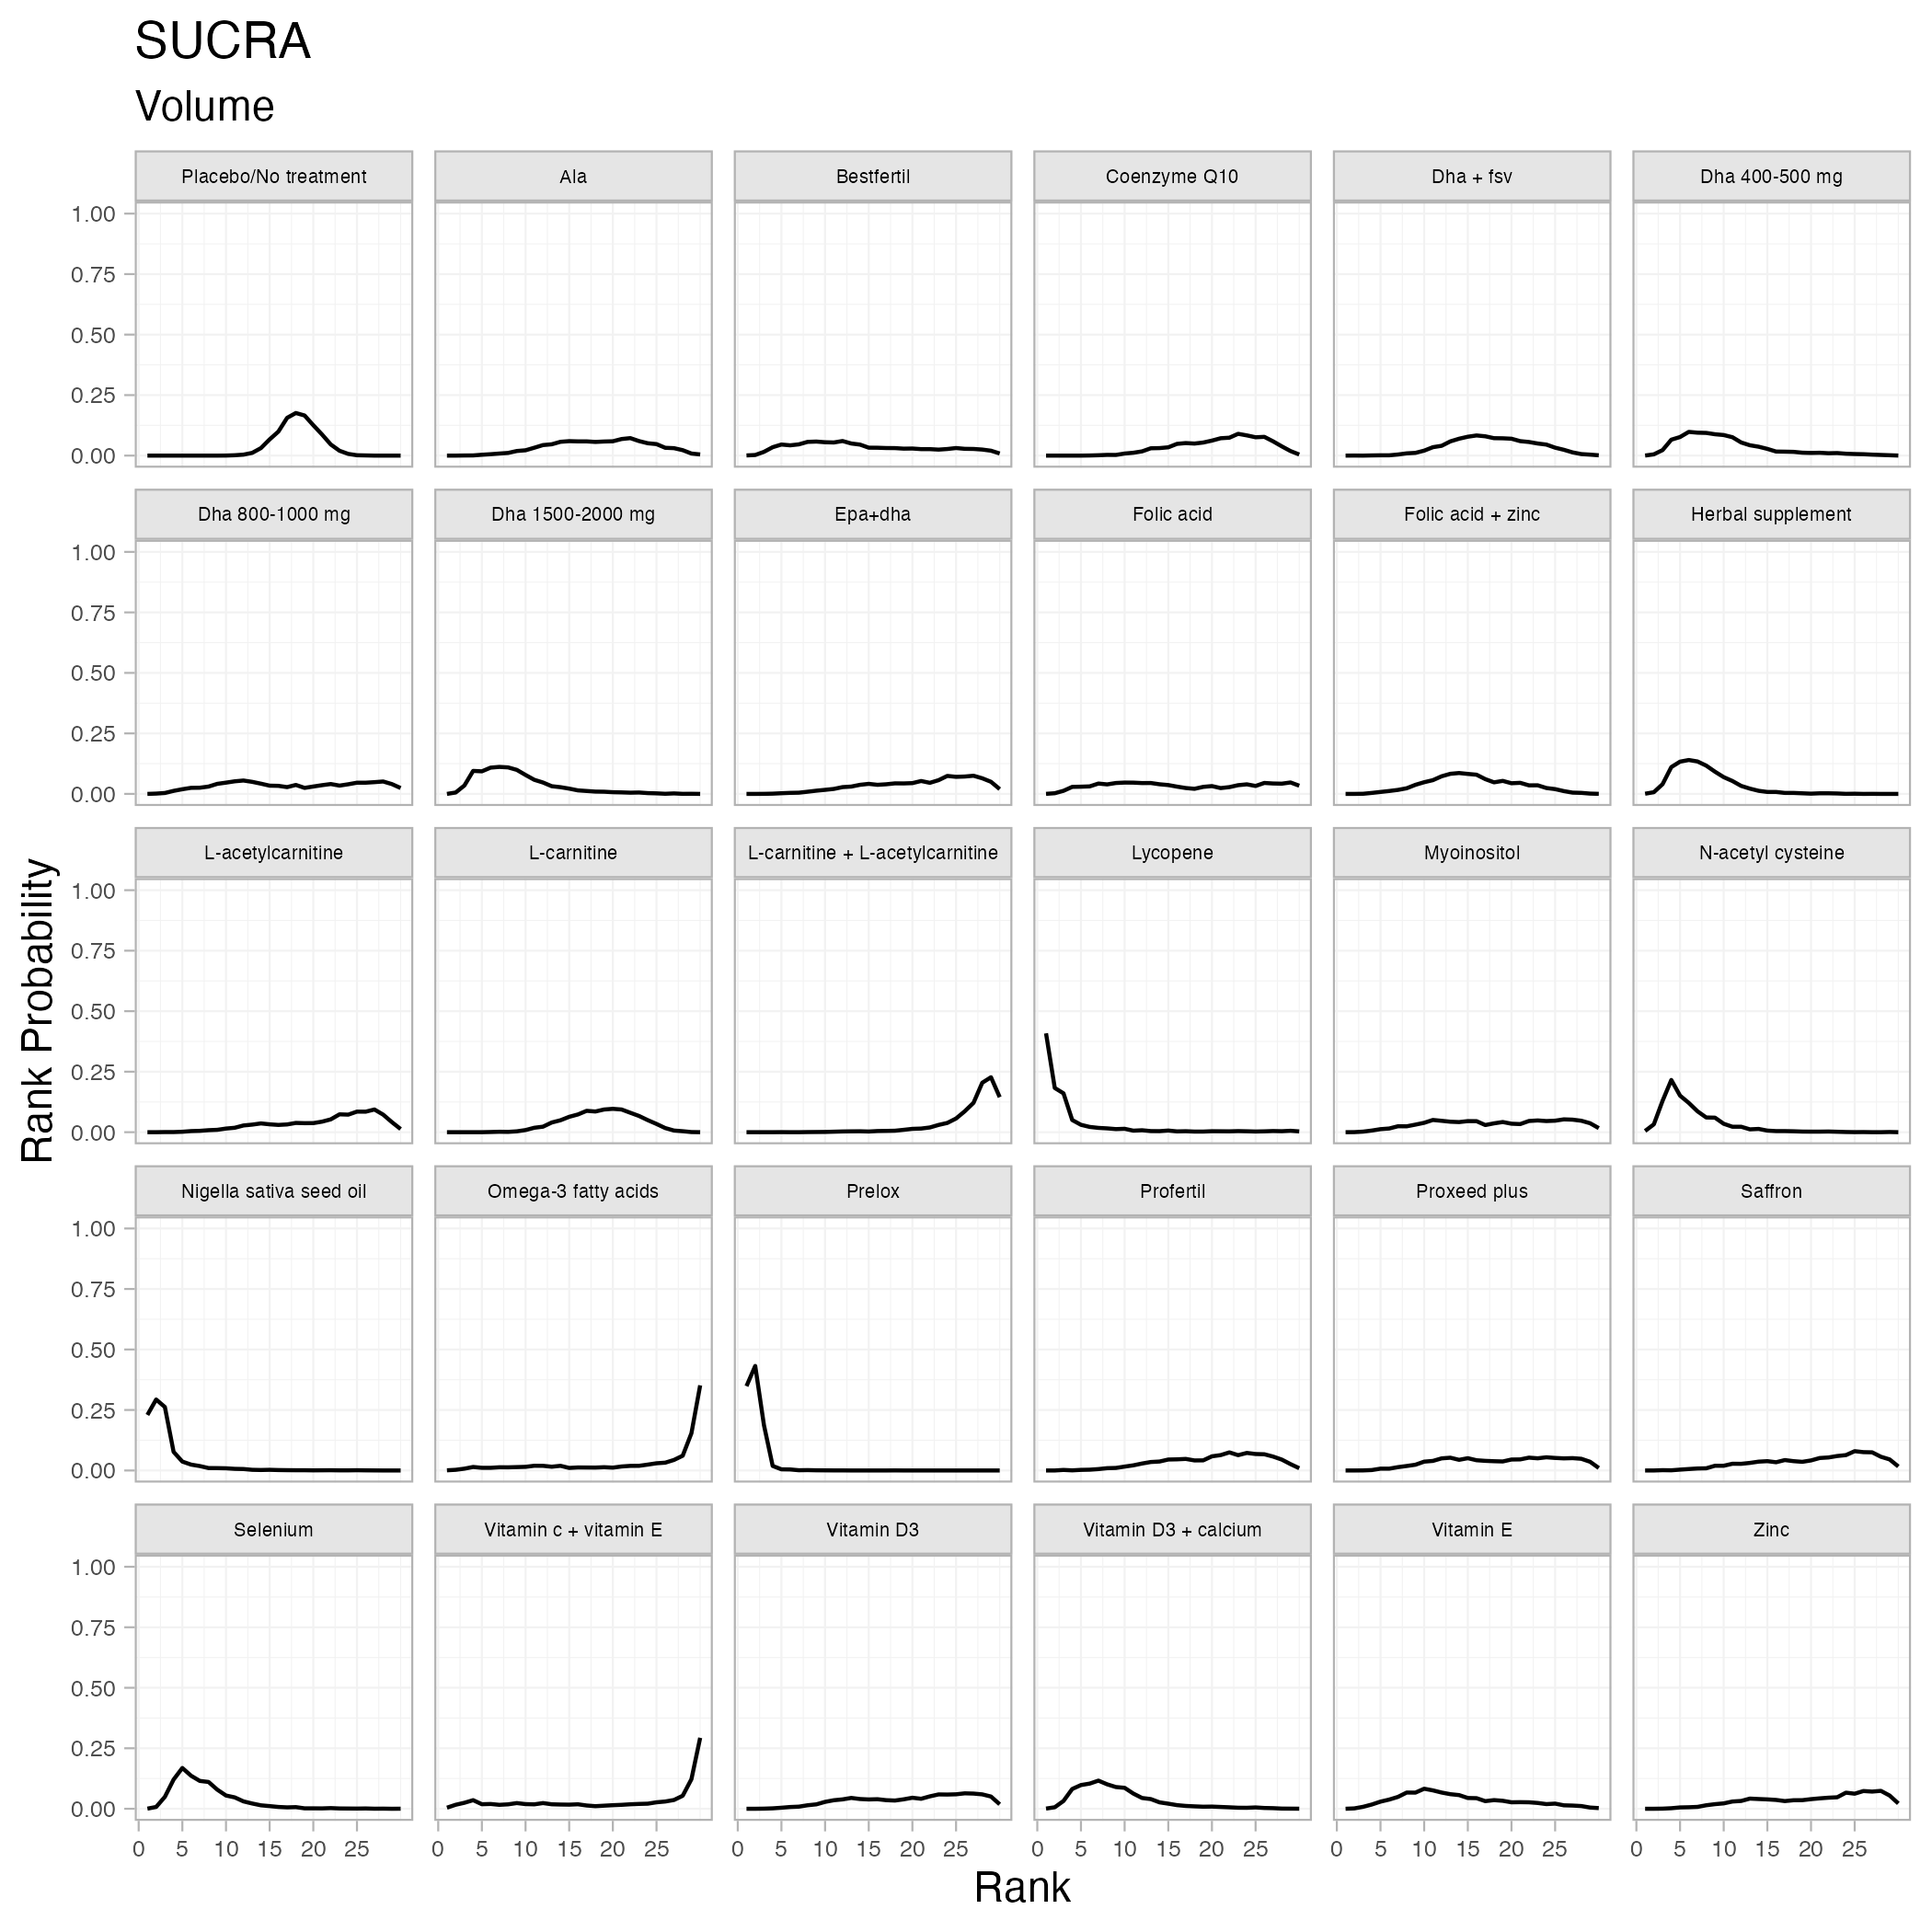 SUCRA
Volume
Placebo/No treatment Ala Bestfertil Coenzyme Q10 Dha + fsv Dha 400-500 mg
1.00
0.75
0.50
0.25
0.00
Dha 800-1000 mg Dha 1500-2000 mg Epa+dha Folic acid Folic acid + zinc Herbal supplement
1.00
0.75
0.50
0.25
0.00
L-acetylcarnitine L-carnitine L-carnitine + L-acetylcarnitine Lycopene Myoinositol N-acetyl cysteine
1.00
0.75
0.50
0.25
0.00
Rank Probability
Nigella sativa seed oil Omega-3 fatty acids Prelox Profertil Proxeed plus Saffron
1.00
0.75
0.50
0.25
0.00
Selenium Vitamin c + vitamin E Vitamin D3 Vitamin D3 + calcium Vitamin E Zinc
1.00
0.75
0.50
0.25
0.00
0 5 10 15 20 25 0 5 10 15 20 25 0 5 10 15 20 25 0 5 10 15 20 25 0 5 10 15 20 25 0 5 10 15 20 25
Rank